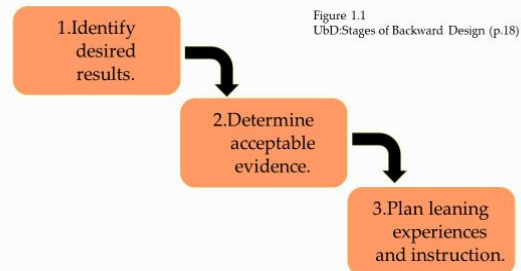 Figure 1.1
UbD:Stages of Backward Design (p.18)
1.Identify
desired
results.
2.Determine
acceptable
evidence.
3.Plan leaning
experiences
and instruction.